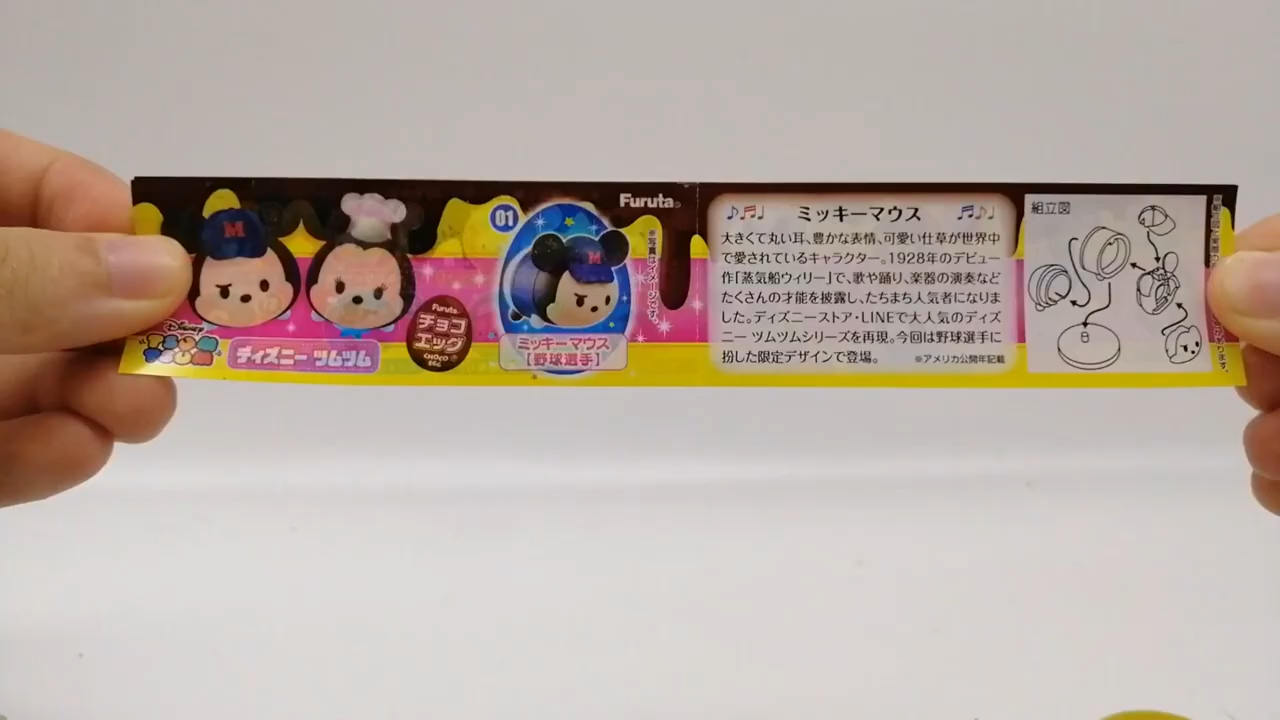 M
Disney
TSUM TSUM
ディズニー ツムツム
Furuta
チョコ
エッグ
CHOCO
EGG
01
M
ミッキーマウス
【野球選手】
Furuta
※写真はイメージです。
ミッキーマウス
大きくて丸い耳、豊かな表情、可愛い仕草が世界中
で愛されているキャラクター。1928年のデビュー
作「蒸気船ウィリー」で、歌や踊り、楽器の演奏など
たくさんの才能を披露し、たちまち人気者になりま
した。ディズニーストア・LINEで大人気のディズ
ニー ツムツムシリーズを再現。今回は野球選手に
扮した限定デザインで登場。
※アメリカ公開年記載
組立図